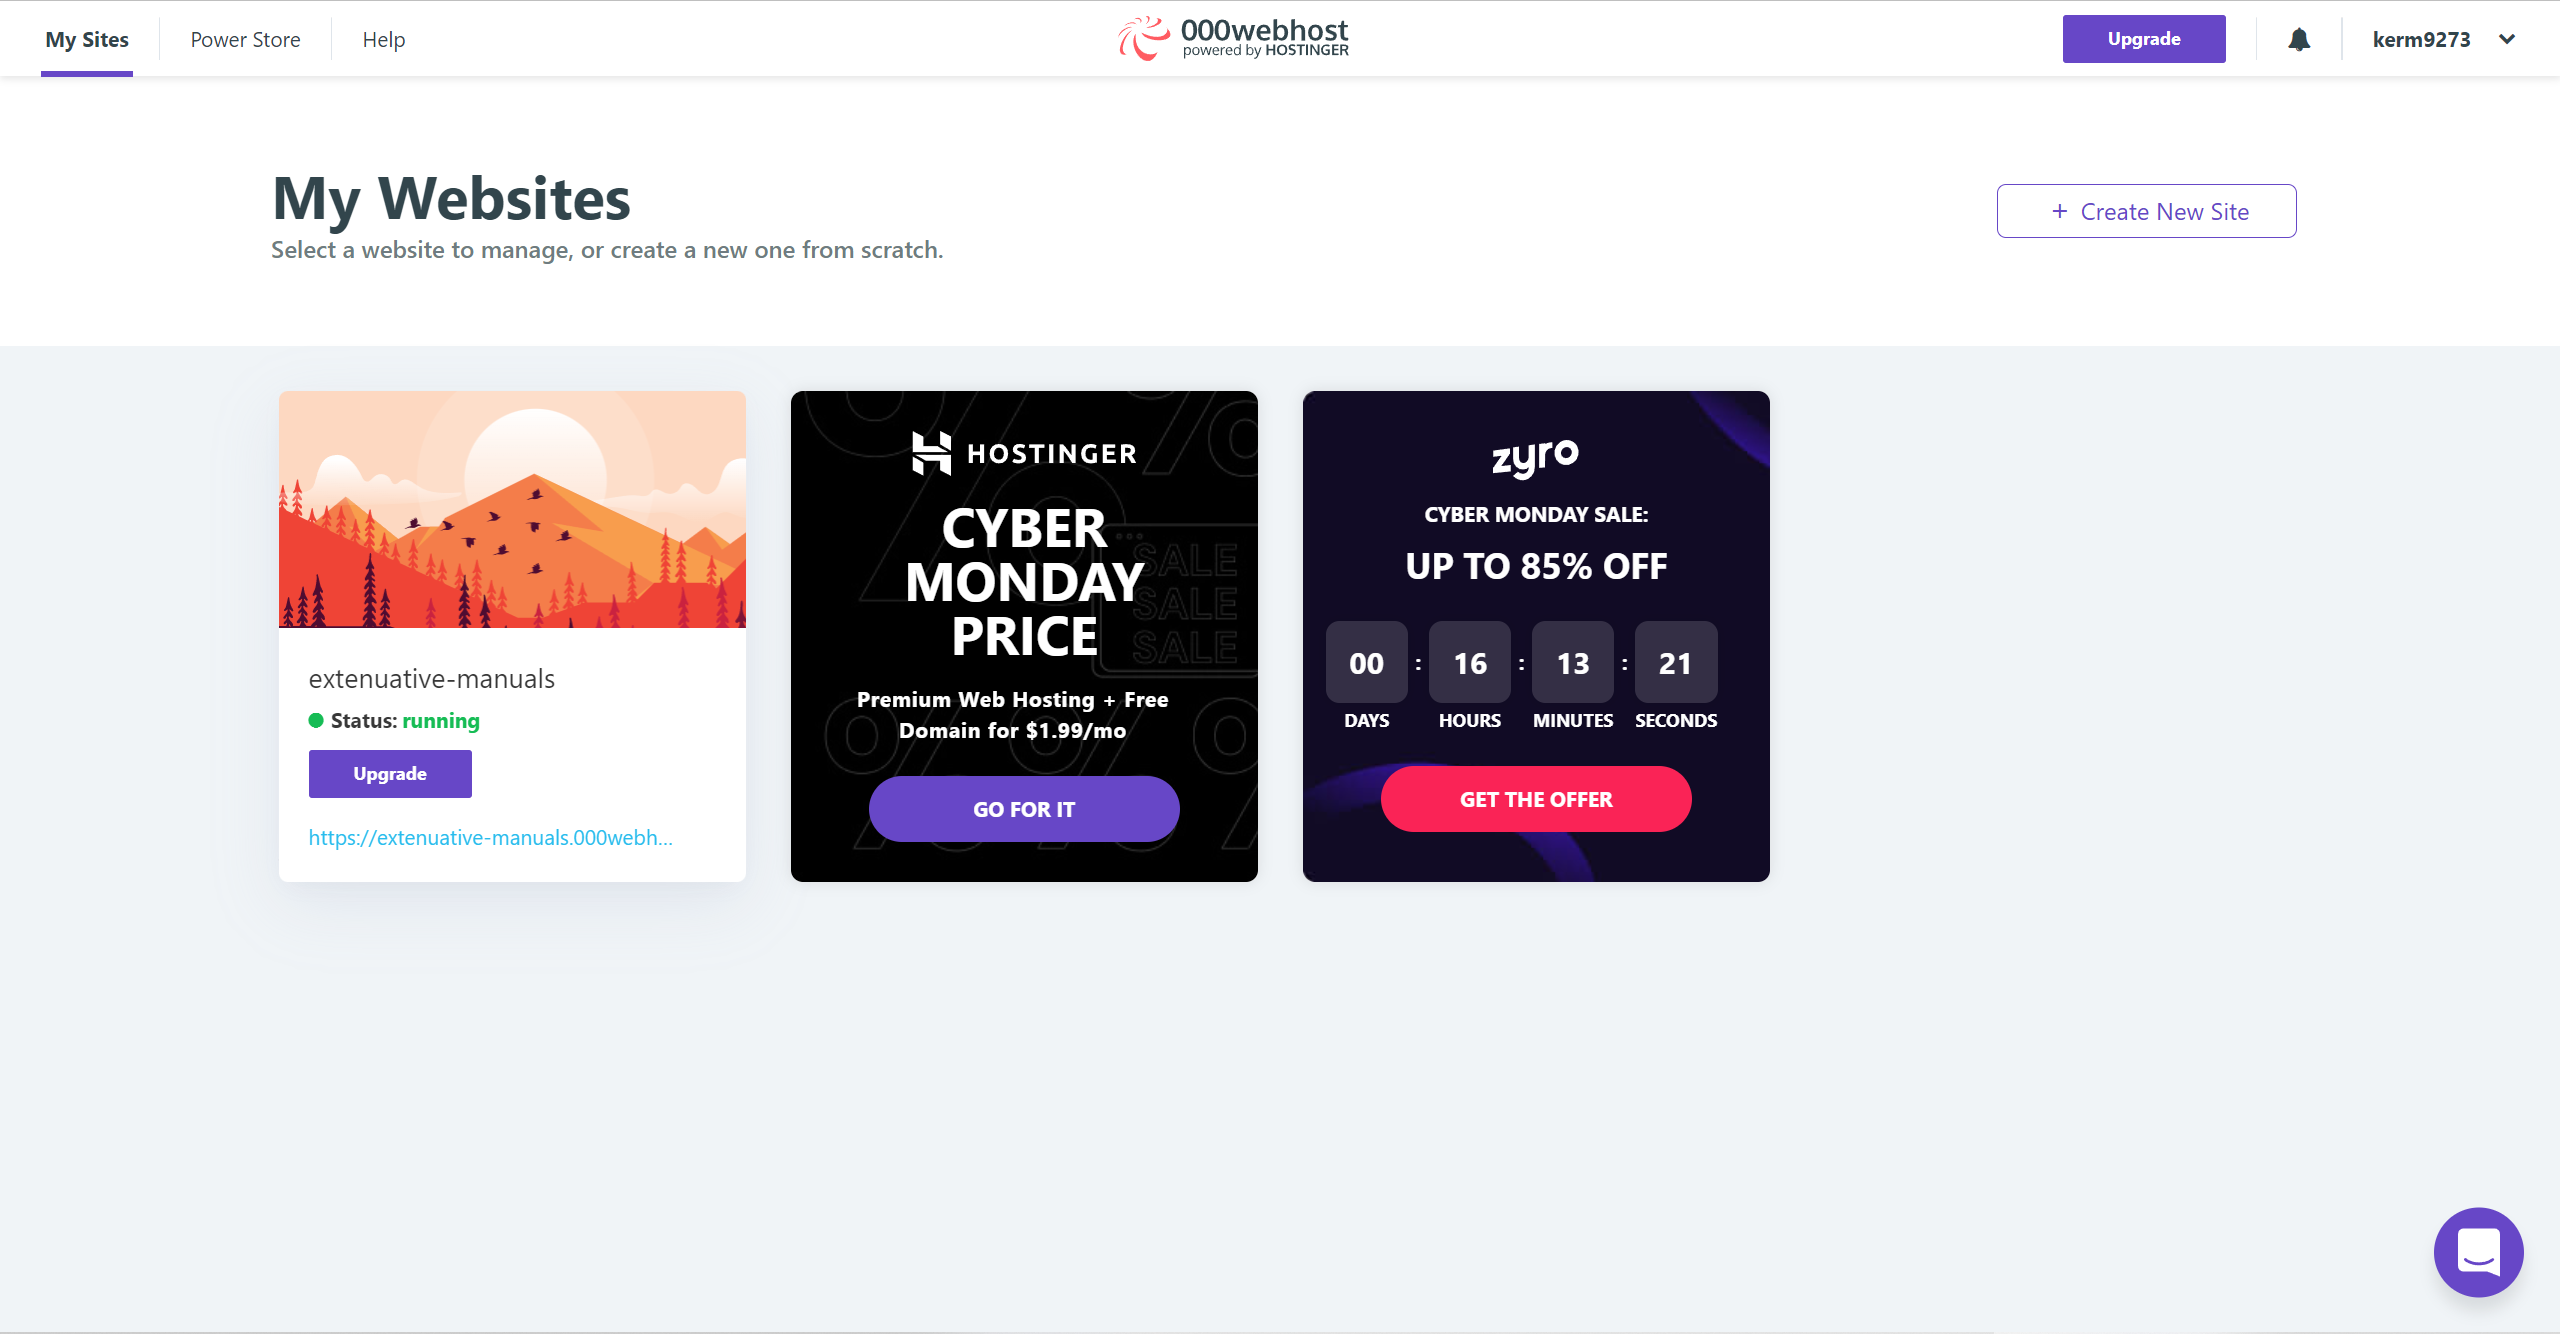 My Sites
Power Store
Help
000webhost
powered by HOSTINGER
Upgrade
kerm9273
My Websites
Select a website to manage, or create a new one from scratch.
+ Create New Site
extenuative-manuals
Status: running
Upgrade
https://extenuative-manuals.000webh...
HOSTINGER
CYBER
MONDAY
PRICE
SALE
SALE
SALE
Premium Web Hosting + Free
Domain for $1.99/mo
GO FOR IT
zyro
CYBER MONDAY SALE:
UP TO 85% OFF
00 : 16 : 13 : 21
DAYS HOURS MINUTES SECONDS
GET THE OFFER